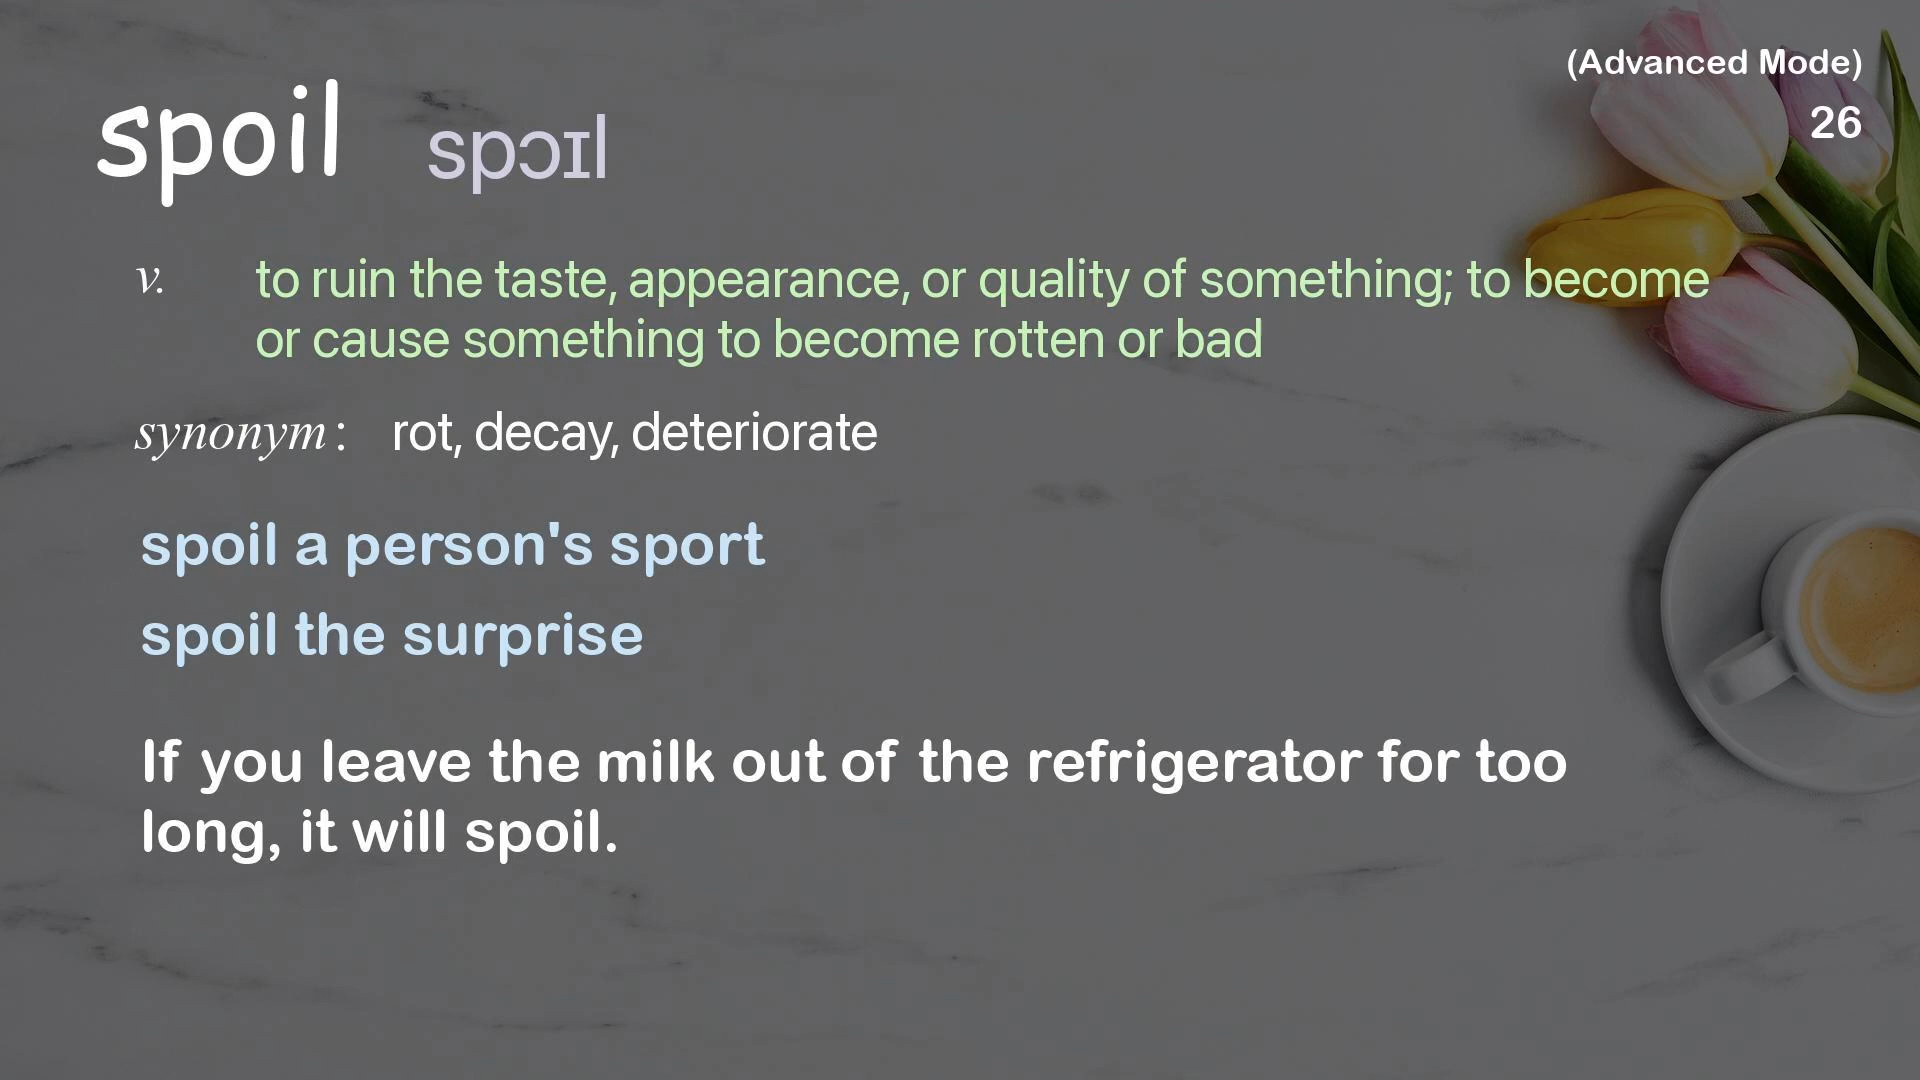 (Advanced Mode)
26
spoil spɔɪl
v. to ruin the taste, appearance, or quality of something; to become
or cause something to become rotten or bad
synonym : rot, decay, deteriorate
spoil a person's sport
spoil the surprise
If you leave the milk out of the refrigerator for too
long, it will spoil.